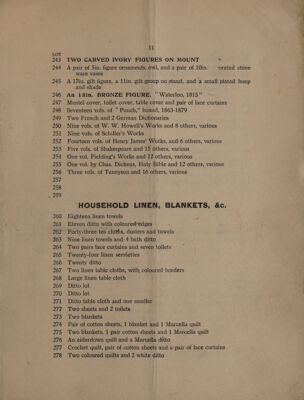 11
LOT
243 TWO CARVED IVORY FIGURES ON MOUNT
244 A pair of 5in. figure ornaments, owl, and a pair of 10in. orated stone
ware vases
245 A 17in. gilt figure, a 11in. gilt group on stand, and a small plated lamp
and shade
246 An 18in. BRONZE FIGURE, "Waterloo, 1815"
247 Mantel cover, toilet cover, table cover and pair of lace curtains
248 Seventeen vols. of "Punch," bound, 1863-1879
249 Two French and 2 German Dictionaries
250 Nine vols. of W. W. Howell's Works and 8 others, various
251 Nine vols. of Schiller's Works
252 Fourteen vols. of Henry James' Works, and 6 others, various
253 Five vols. of Shakespeare and 15 others, various
254 One vol. Fielding's Works and 12 others, various
255 One vol. by Chas. Dickens, Holy Bible and 12 others, various
256 Three vols. of Tennyson and 16 others, various
257
258
259
HOUSEHOLD LINEN, BLANKETS, &c.
260 Eighteen linen towels
261 Eleven ditto with coloured edges
262 Forty-three tea cloths, dusters and towels
263 Nine linen towels and 4 bath ditto
264 Two pairs lace curtains and seven toilets
265 Twenty-four linen serviettes
266 Twenty ditto
267 Two linen table cloths, with coloured borders
268 Large linen table cloth
269 Ditto lot
270 Ditto lot
271 Ditto table cloth and one smaller
272 Two sheets and 2 toilets
273 Two blankets
274 Pair of cotton sheets, 1 blanket and 1 Marcella quilt
275 Two blankets, 1 pair cotton sheets and 1 Marcella quilt
276 An eiderdown quilt and a Marcella ditto
277 Crochet quilt, pair of cotton sheets and a pair of lace curtains
278 Two coloured quilts and 2 white ditto